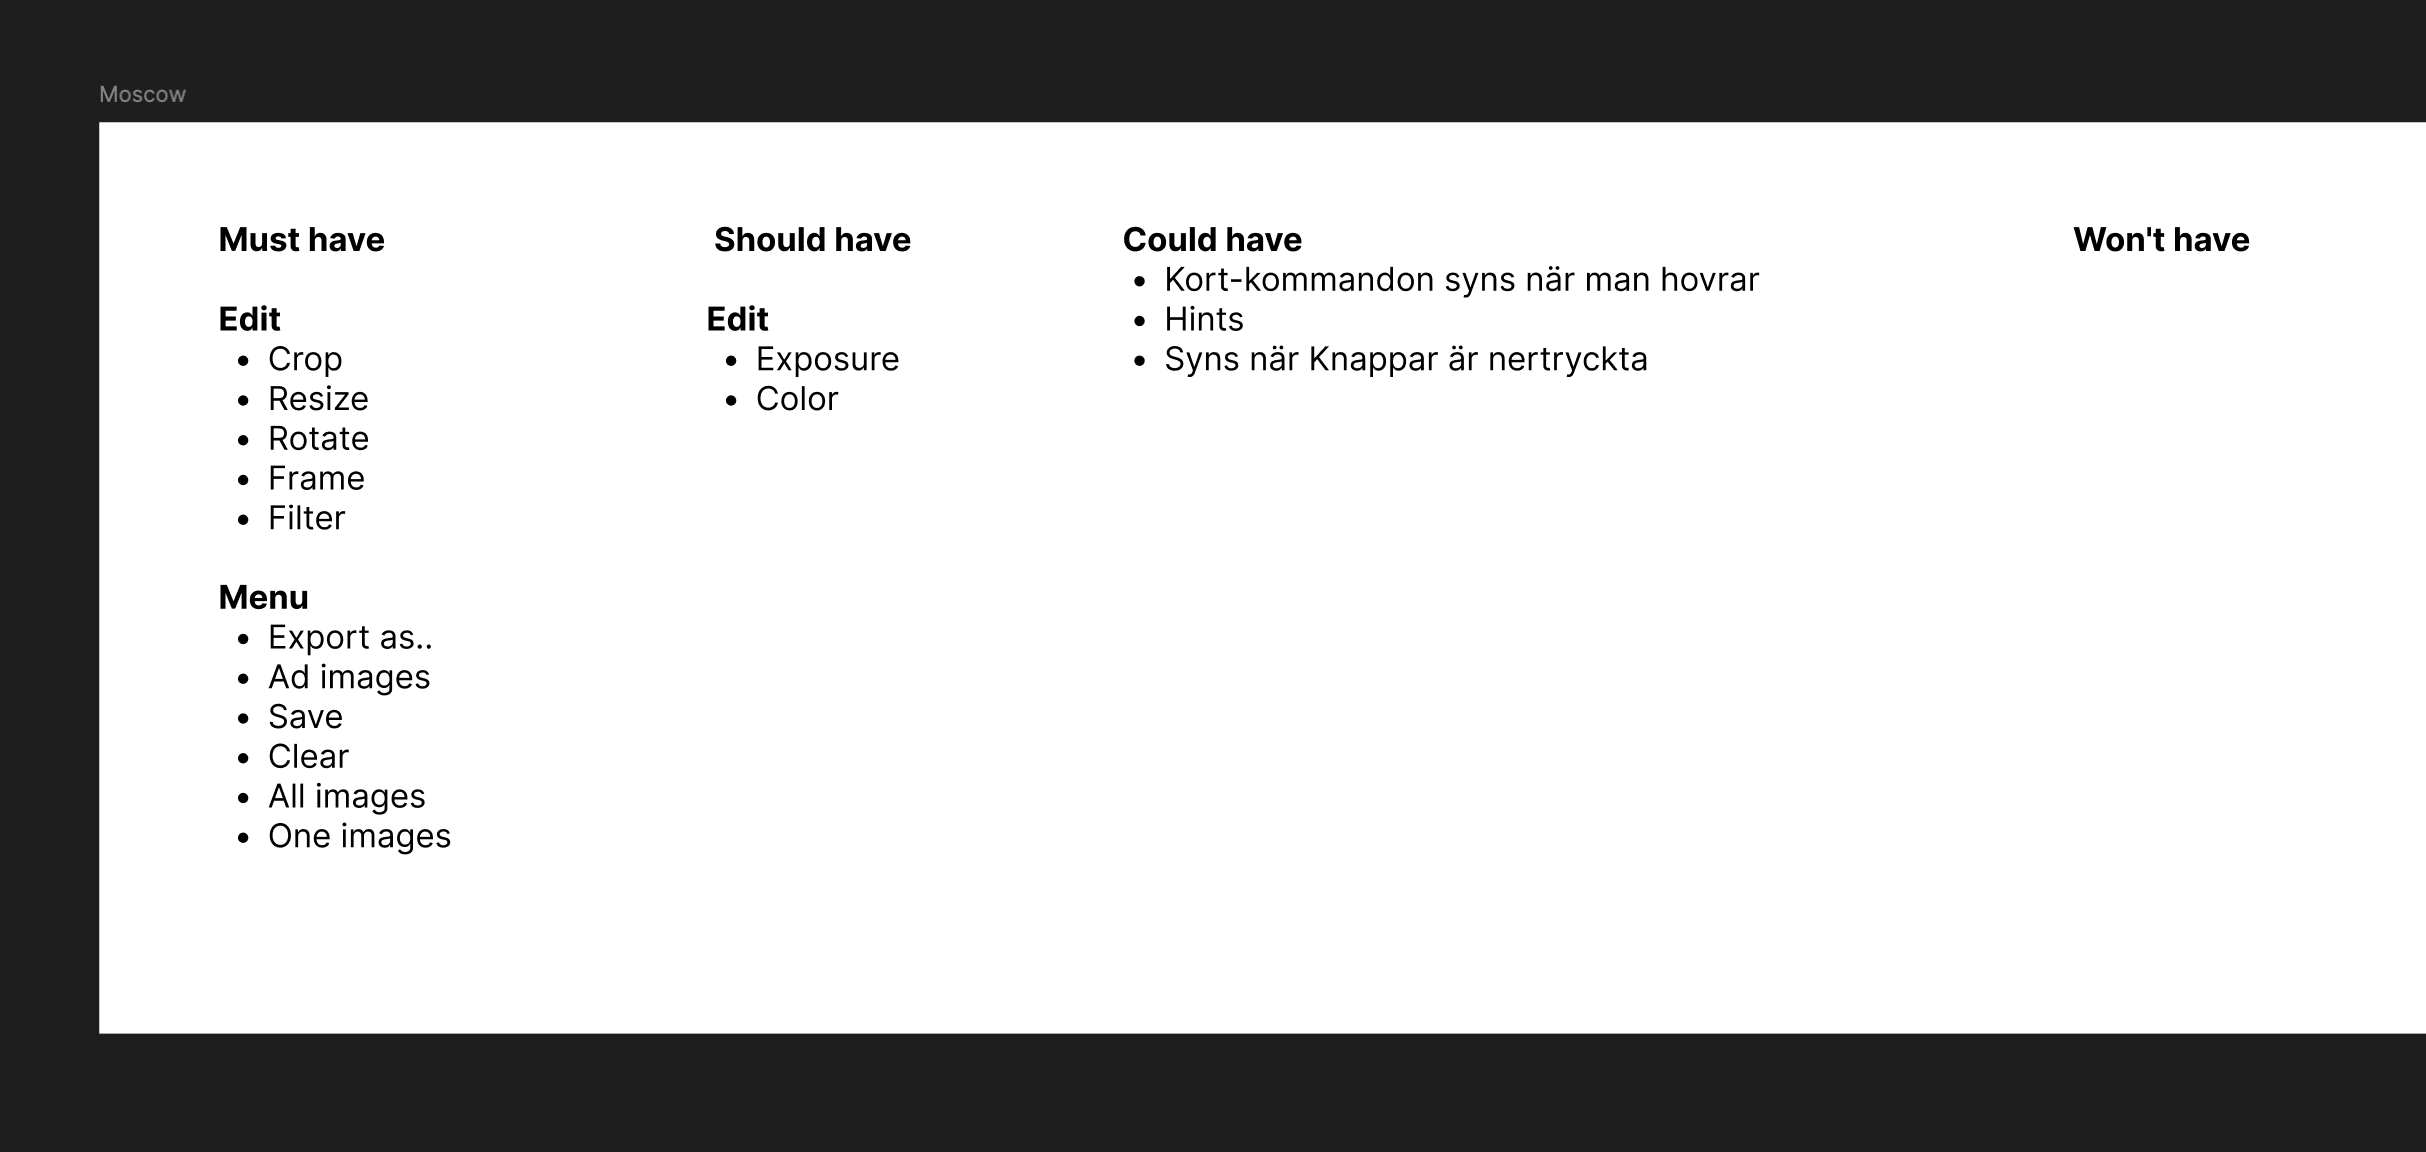 Moscow
Must have
Edit
• Crop
• Resize
• Rotate
• Frame
• Filter
Menu
• Export as..
• Ad images
• Save
• Clear
• All images
• One images
Should have
Edit
• Exposure
• Color
Could have
• Kort-kommandon syns när man hovrar
• Hints
• Syns när Knappar är nertryckta
Won't have